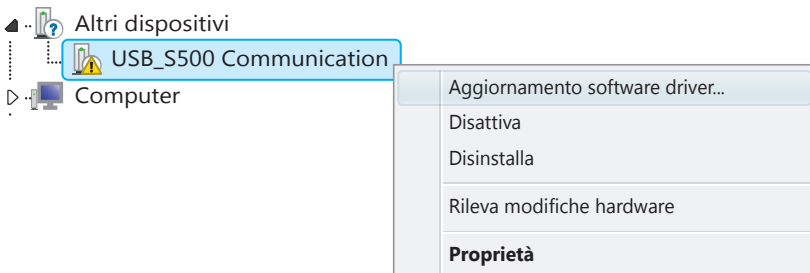 Altri dispositivi
USB_S500 Communication
Computer
Aggiornamento software driver...
Disattiva
Disinstalla
Rileva modifiche hardware
Proprietà